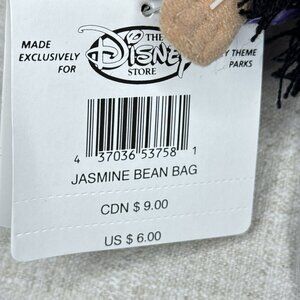 MADE
EXCLUSIVELY
FOR
THE
DISNEY
STORE
Y THEME
PARKS
4 37036 53758 1
JASMINE BEAN BAG
CDN $ 9.00
US $ 6.00